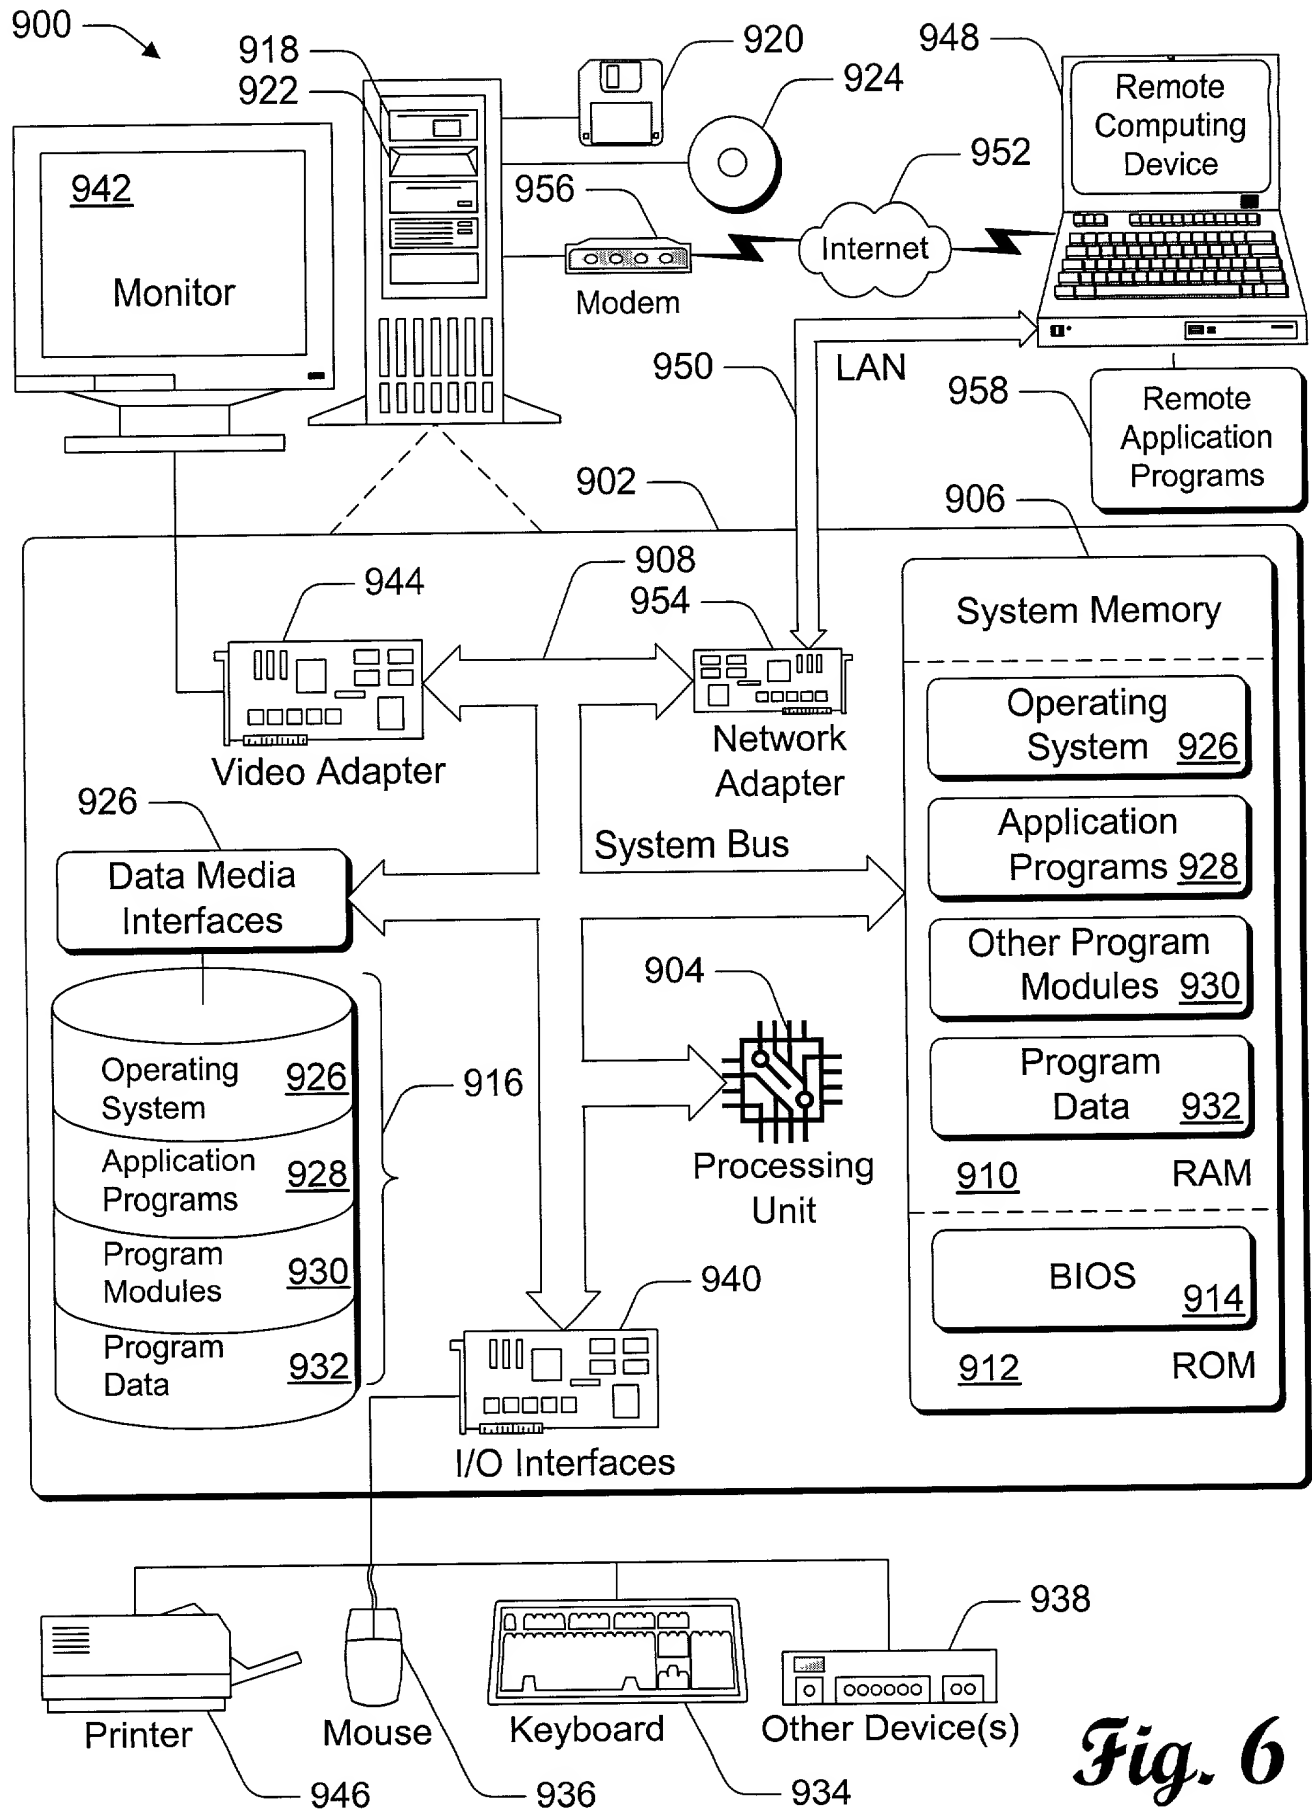 900
918
922
920
924
948
Remote
Computing
Device
942
Monitor
956
Modem
952
Internet
950
LAN
958
Remote
Application
Programs
902
906
944
908
954
Video Adapter
Network
Adapter
System Memory
Operating
System 926
Application
Programs 928
Other Program
Modules 930
Program
Data 932
910 RAM
BIOS
914
912 ROM
926
Data Media
Interfaces
System Bus
904
Processing
Unit
Operating
System 926
Application
Programs 928
Program
Modules 930
Program
Data 932
916
940
I/O Interfaces
Printer
946
Mouse
936
Keyboard
934
938
Other Device(s)
Fig. 6